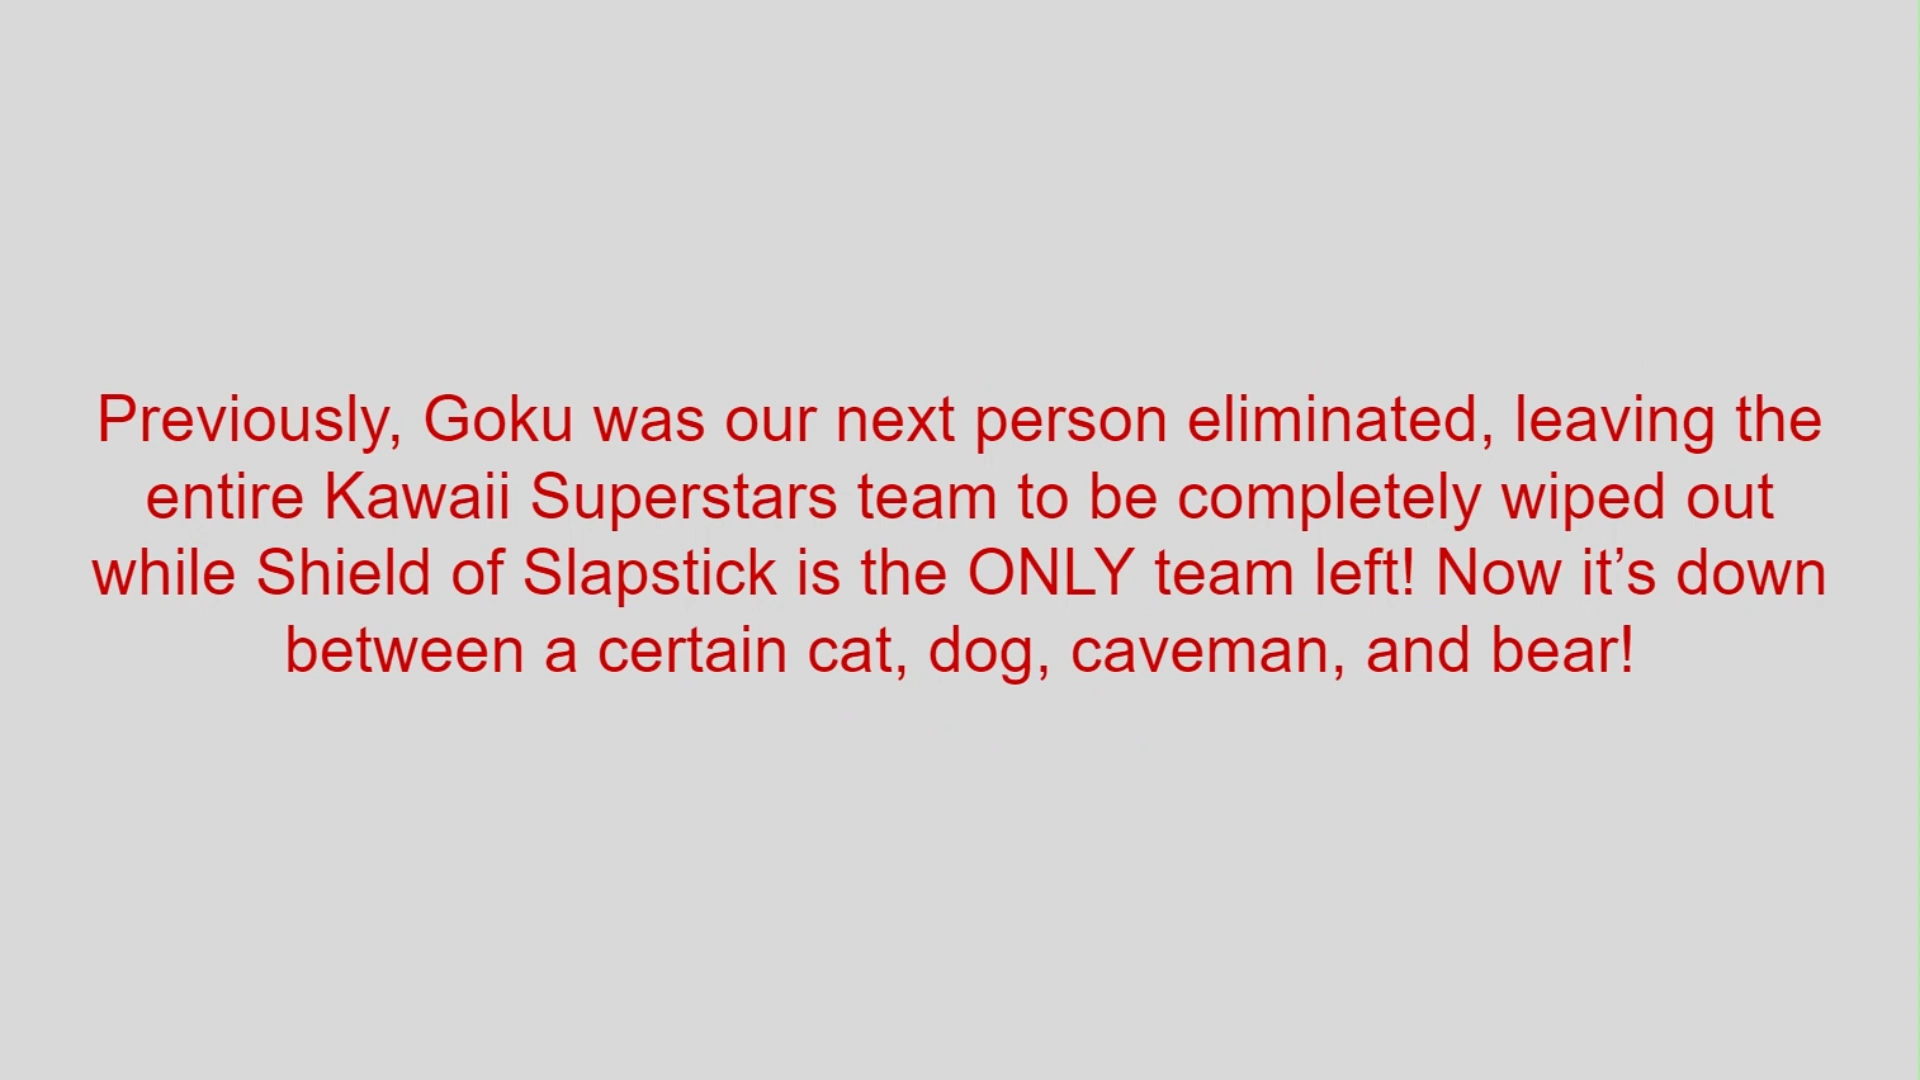 Previously, Goku was our next person eliminated, leaving the
entire Kawaii Superstars team to be completely wiped out
while Shield of Slapstick is the ONLY team left! Now it’s down
between a certain cat, dog, caveman, and bear!